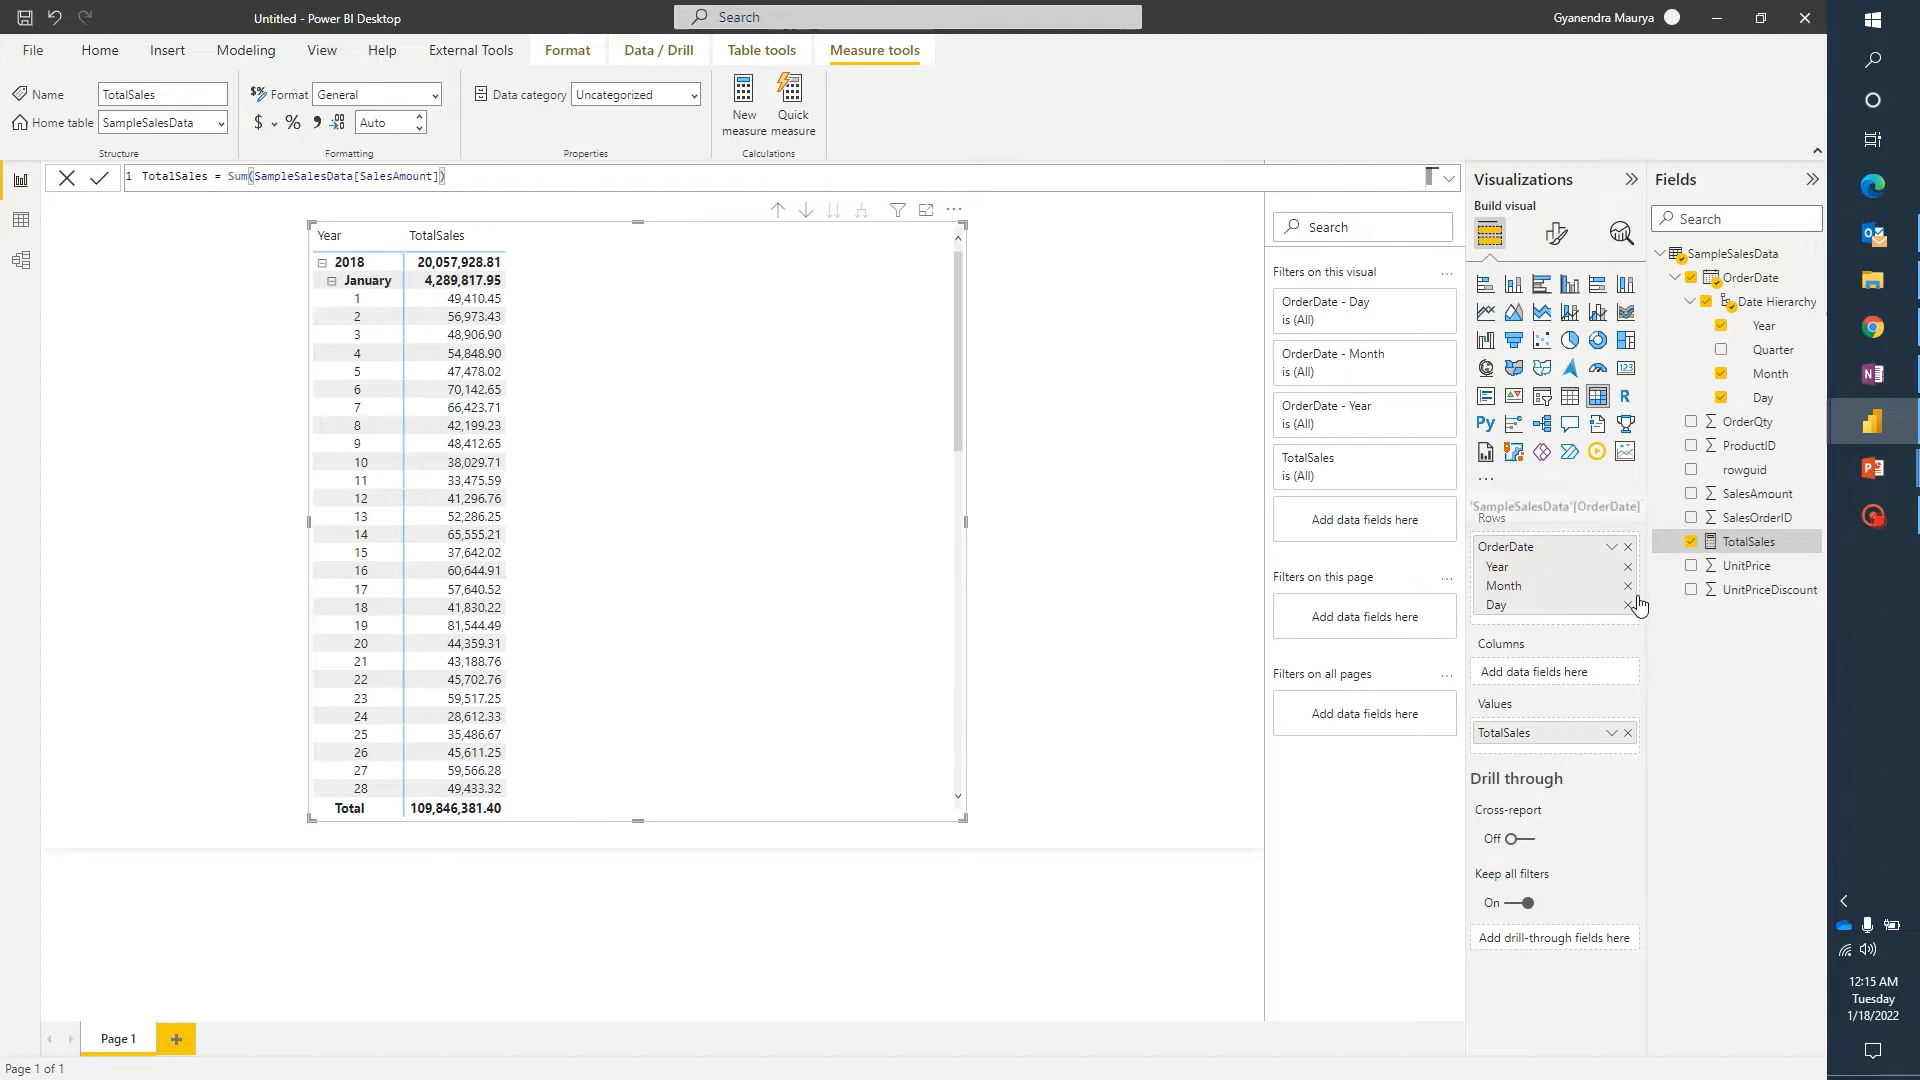 Untitled - Power BI Desktop
Search
Gyanendra Maurya
File Home Insert Modeling View Help External Tools Format Data / Drill Table tools Measure tools
Name TotalSales
Home table SampleSalesData
Structure
Format General
$ % Auto
Formatting
Data category Uncategorized
Properties
New measure
Quick measure
Calculations
1 TotalSales = Sum(SampleSalesData[SalesAmount])
Year TotalSales
2018 20,057,928.81
January 4,289,817.95
1 49,410.45
2 56,973.43
3 48,906.90
4 54,848.90
5 47,478.02
6 70,142.65
7 66,423.71
8 42,199.23
9 48,412.65
10 38,029.71
11 33,475.59
12 41,296.76
13 52,286.25
14 65,555.21
15 37,642.02
16 60,644.91
17 57,640.52
18 41,830.22
19 81,544.49
20 44,359.31
21 43,188.76
22 45,702.76
23 59,517.25
24 28,612.33
25 35,486.67
26 45,611.25
27 59,566.28
28 49,433.32
Total 109,846,381.40
Search
Filters on this visual
OrderDate - Day
is (All)
OrderDate - Month
is (All)
OrderDate - Year
is (All)
TotalSales
is (All)
Add data fields here
Filters on this page
Add data fields here
Filters on all pages
Add data fields here
Visualizations
Build visual
123
R
Py
'SampleSalesData'[OrderDate]
Rows
OrderDate
Year
Month
Day
Columns
Add data fields here
Values
TotalSales
Drill through
Cross-report
Off
Keep all filters
On
Add drill-through fields here
Fields
Search
SampleSalesData
OrderDate
Date Hierarchy
Year
Quarter
Month
Day
OrderQty
ProductID
rowguid
SalesAmount
SalesOrderID
TotalSales
UnitPrice
UnitPriceDiscount
12:15 AM
Tuesday
1/18/2022
Page 1
Page 1 of 1